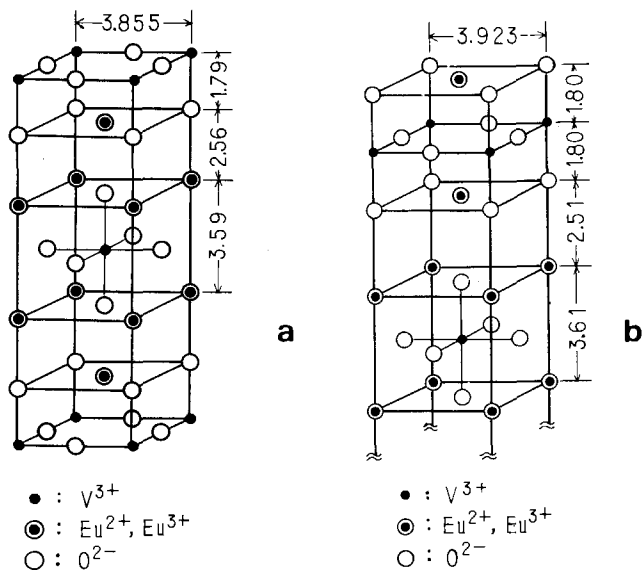 3.855
1.79
2.56
3.59
a
• : V³⁺
◉ : Eu²⁺, Eu³⁺
○ : O²⁻
3.923
1.80
1.80
2.51
3.61
b
• : V³⁺
◉ : Eu²⁺, Eu³⁺
○ : O²⁻